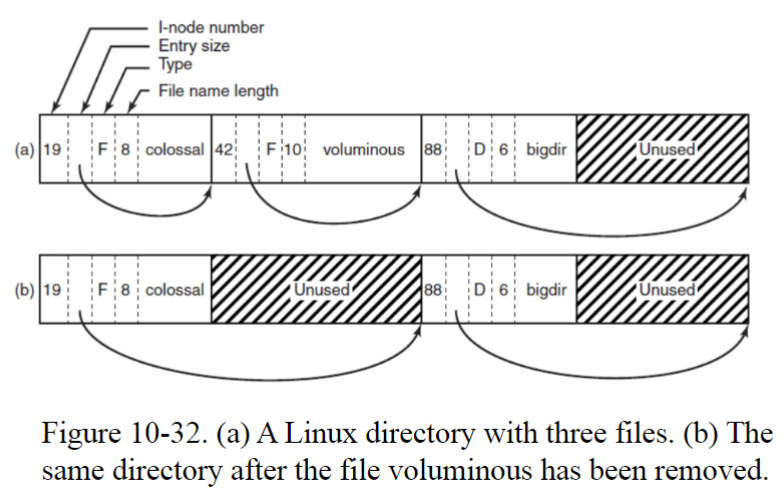 I-node number
Entry size
Type
File name length
(a) 19 F 8 colossal 42 F 10 voluminous 88 D 6 bigdir Unused
(b) 19 F 8 colossal Unused 88 D 6 bigdir Unused
Figure 10-32. (a) A Linux directory with three files. (b) The
same directory after the file voluminous has been removed.